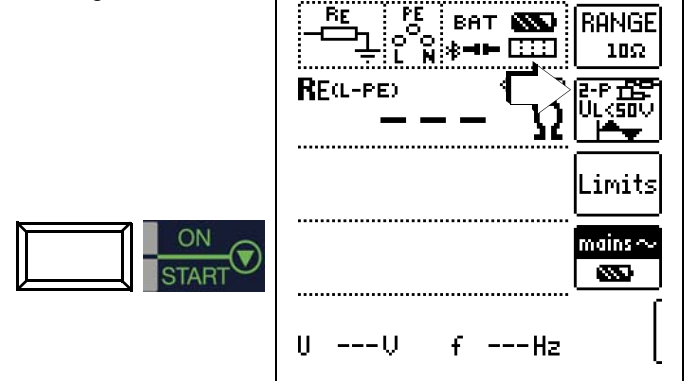 RE PE BAT RANGE
L N 10Ω
RE(L-PE) 2-P
UL<50V
--- Ω
Limits
ON mains~
START
U ---V f ---Hz